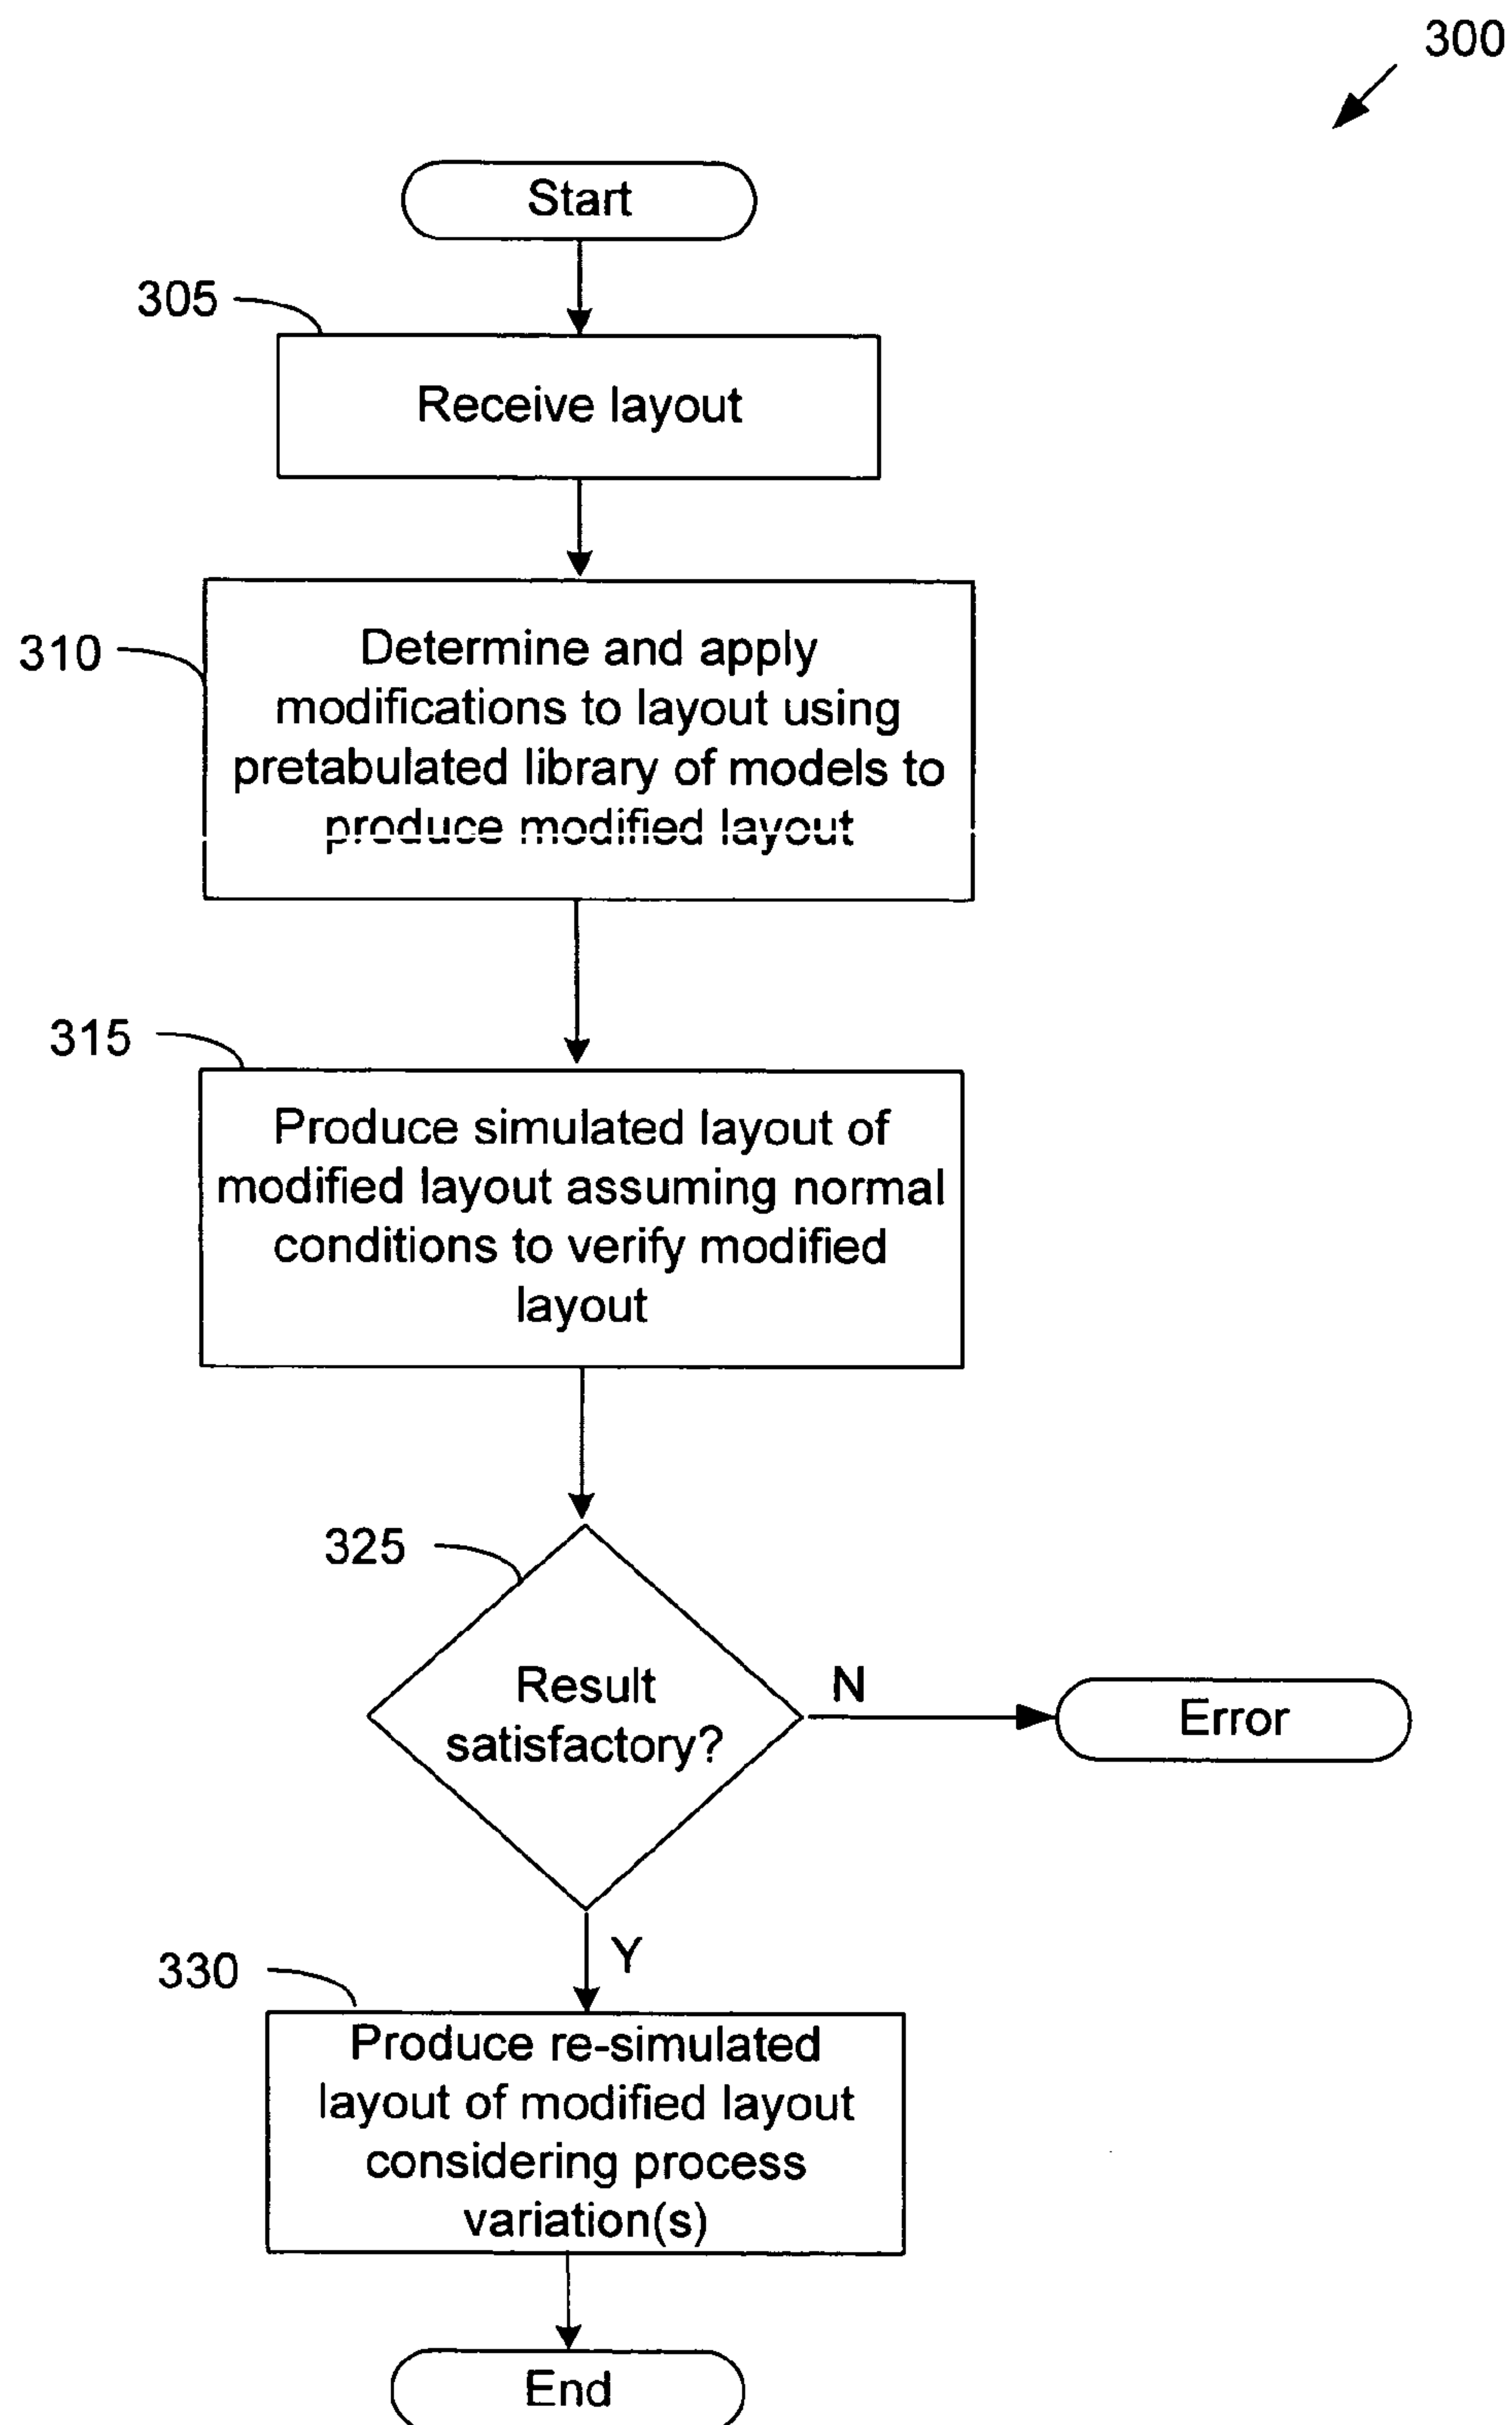 300
Start
305
Receive layout
310
Determine and apply
modifications to layout using
pretabulated library of models to
produce modified layout
315
Produce simulated layout of
modified layout assuming normal
conditions to verify modified
layout
325
Result
satisfactory?
N
Error
Y
330
Produce re-simulated
layout of modified layout
considering process
variation(s)
End